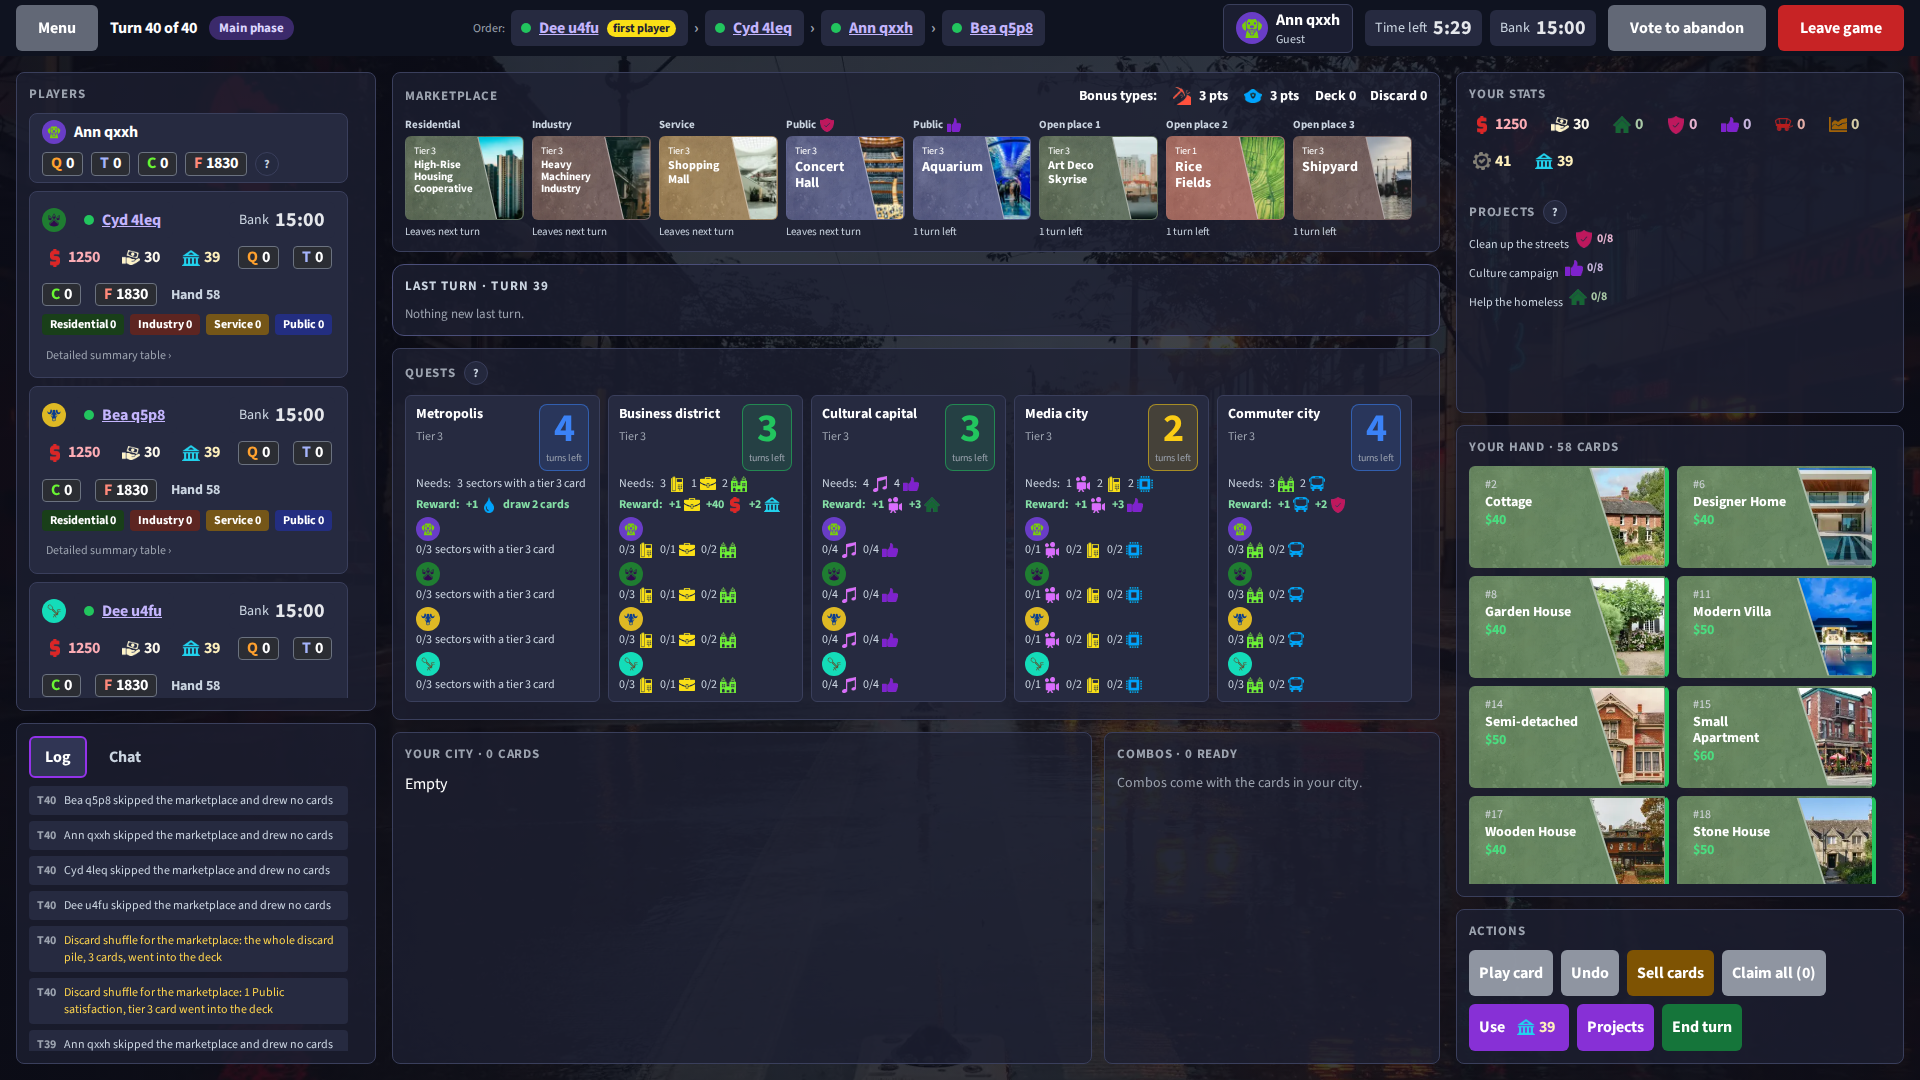 Menu
Turn 40 of 40
Main phase
Order:
Dee u4fu first player › Cyd 4leq › Ann qxxh › Bea q5p8
Ann qxxh
Guest
Time left 5:29
Bank 15:00
Vote to abandon
Leave game
PLAYERS
Ann qxxh
Q 0 T 0 C 0 F 1830 ?
Cyd 4leq Bank 15:00
1250 30 39 Q 0 T 0
C 0 F 1830 Hand 58
Residential 0 Industry 0 Service 0 Public 0
Detailed summary table ›
Bea q5p8 Bank 15:00
1250 30 39 Q 0 T 0
C 0 F 1830 Hand 58
Residential 0 Industry 0 Service 0 Public 0
Detailed summary table ›
Dee u4fu Bank 15:00
1250 30 39 Q 0 T 0
C 0 F 1830 Hand 58
Log Chat
T40 Bea q5p8 skipped the marketplace and drew no cards
T40 Ann qxxh skipped the marketplace and drew no cards
T40 Cyd 4leq skipped the marketplace and drew no cards
T40 Dee u4fu skipped the marketplace and drew no cards
T40 Discard shuffle for the marketplace: the whole discard
pile, 3 cards, went into the deck
T40 Discard shuffle for the marketplace: 1 Public
satisfaction, tier 3 card went into the deck
T39 Ann qxxh skipped the marketplace and drew no cards
MARKETPLACE
Bonus types: 3 pts 3 pts Deck 0 Discard 0
Residential
Tier 3
High-Rise
Housing
Cooperative
Leaves next turn
Industry
Tier 3
Heavy
Machinery
Industry
Leaves next turn
Service
Tier 3
Shopping
Mall
Leaves next turn
Public
Tier 3
Concert
Hall
Leaves next turn
Public
Tier 3
Aquarium
1 turn left
Open place 1
Tier 3
Art Deco
Skyrise
1 turn left
Open place 2
Tier 1
Rice
Fields
1 turn left
Open place 3
Tier 3
Shipyard
1 turn left
LAST TURN · TURN 39
Nothing new last turn.
QUESTS ?
Metropolis
Tier 3
4
turns left
Needs: 3 sectors with a tier 3 card
Reward: +1 draw 2 cards
0/3 sectors with a tier 3 card
0/3 sectors with a tier 3 card
0/3 sectors with a tier 3 card
0/3 sectors with a tier 3 card
Business district
Tier 3
3
turns left
Needs: 3 1 2
Reward: +1 +40 +2
0/3 0/1 0/2
0/3 0/1 0/2
0/3 0/1 0/2
0/3 0/1 0/2
Cultural capital
Tier 3
3
turns left
Needs: 4 4
Reward: +1 +3
0/4 0/4
0/4 0/4
0/4 0/4
0/4 0/4
Media city
Tier 3
2
turns left
Needs: 1 2 2
Reward: +1 +3
0/1 0/2 0/2
0/1 0/2 0/2
0/1 0/2 0/2
0/1 0/2 0/2
Commuter city
Tier 3
4
turns left
Needs: 3 2
Reward: +1 +2
0/3 0/2
0/3 0/2
0/3 0/2
0/3 0/2
YOUR CITY · 0 CARDS
Empty
COMBOS · 0 READY
Combos come with the cards in your city.
YOUR STATS
1250 30 0 0 0 0 0
41 39
PROJECTS ?
Clean up the streets 0/8
Culture campaign 0/8
Help the homeless 0/8
YOUR HAND · 58 CARDS
#2
Cottage
$40
#6
Designer Home
$40
#8
Garden House
$40
#11
Modern Villa
$50
#14
Semi-detached
$50
#15
Small
Apartment
$60
#17
Wooden House
$40
#18
Stone House
$50
ACTIONS
Play card Undo Sell cards Claim all (0)
Use 39 Projects End turn